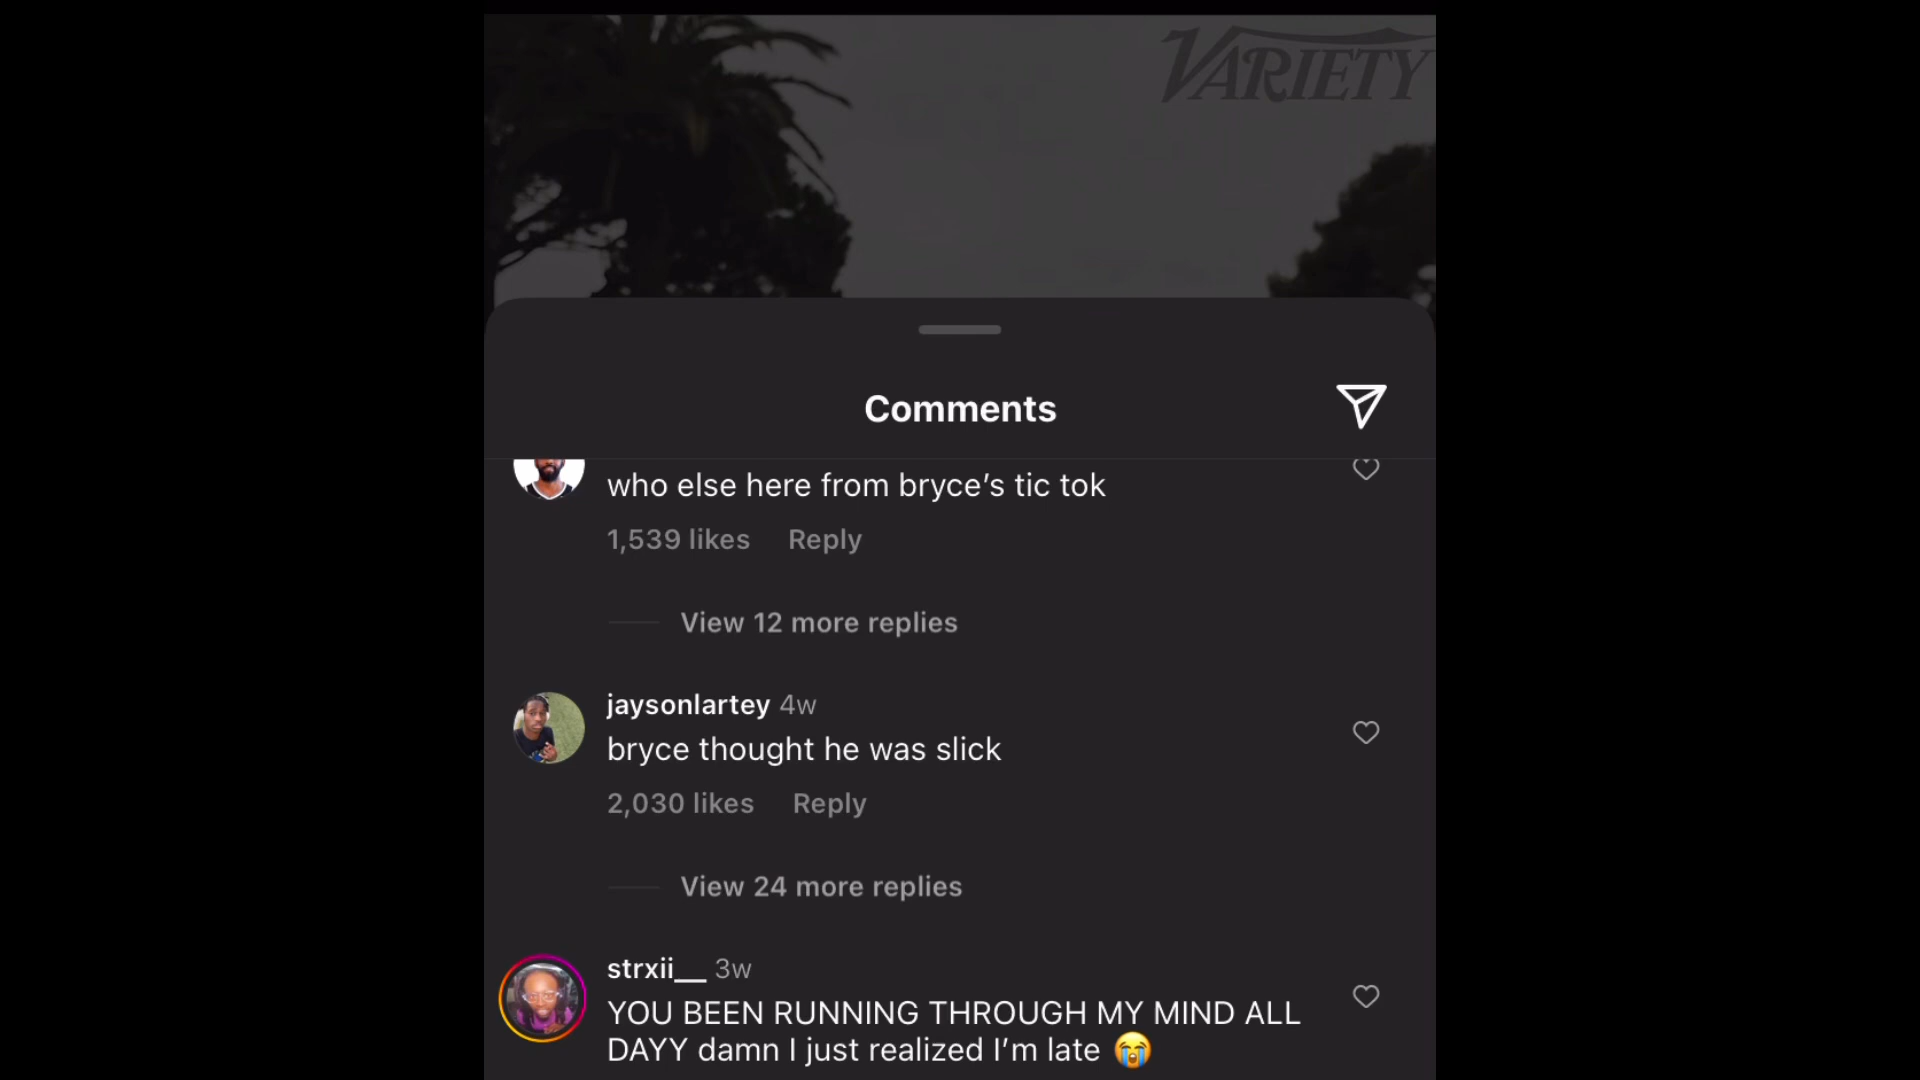 VARIETY
Comments
who else here from bryce’s tic tok
1,539 likes Reply
View 12 more replies
jaysonlartey 4w
bryce thought he was slick
2,030 likes Reply
View 24 more replies
strxii__ 3w
YOU BEEN RUNNING THROUGH MY MIND ALL
DAYY damn I just realized I’m late 😭